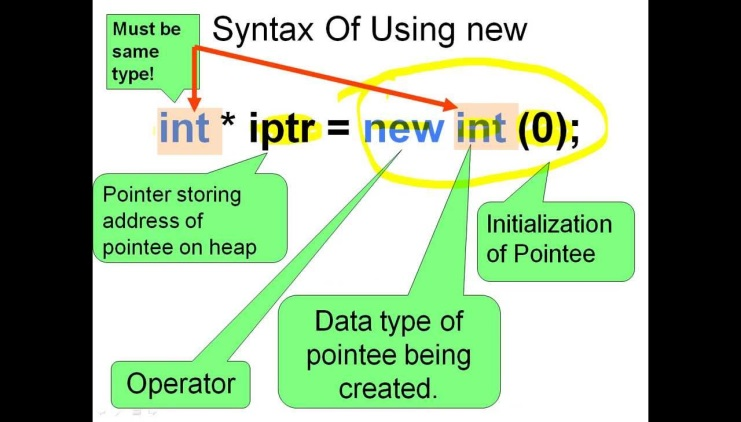 Syntax Of Using new
Must be
same
type!
int * iptr = new int (0);
Pointer storing
address of
pointee on heap
Operator
Data type of
pointee being
created.
Initialization
of Pointee